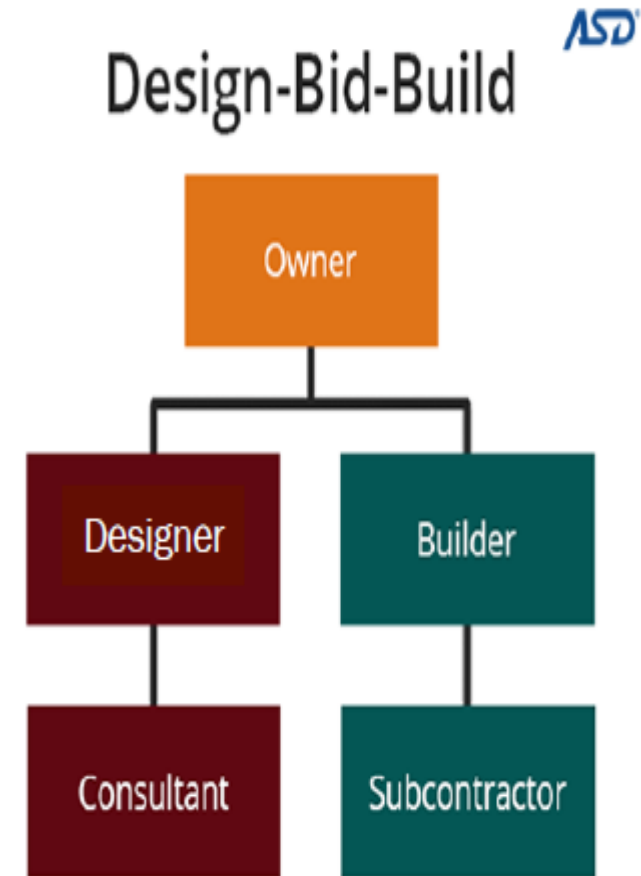 ASD
Design-Bid-Build
Owner
Designer
Builder
Consultant
Subcontractor